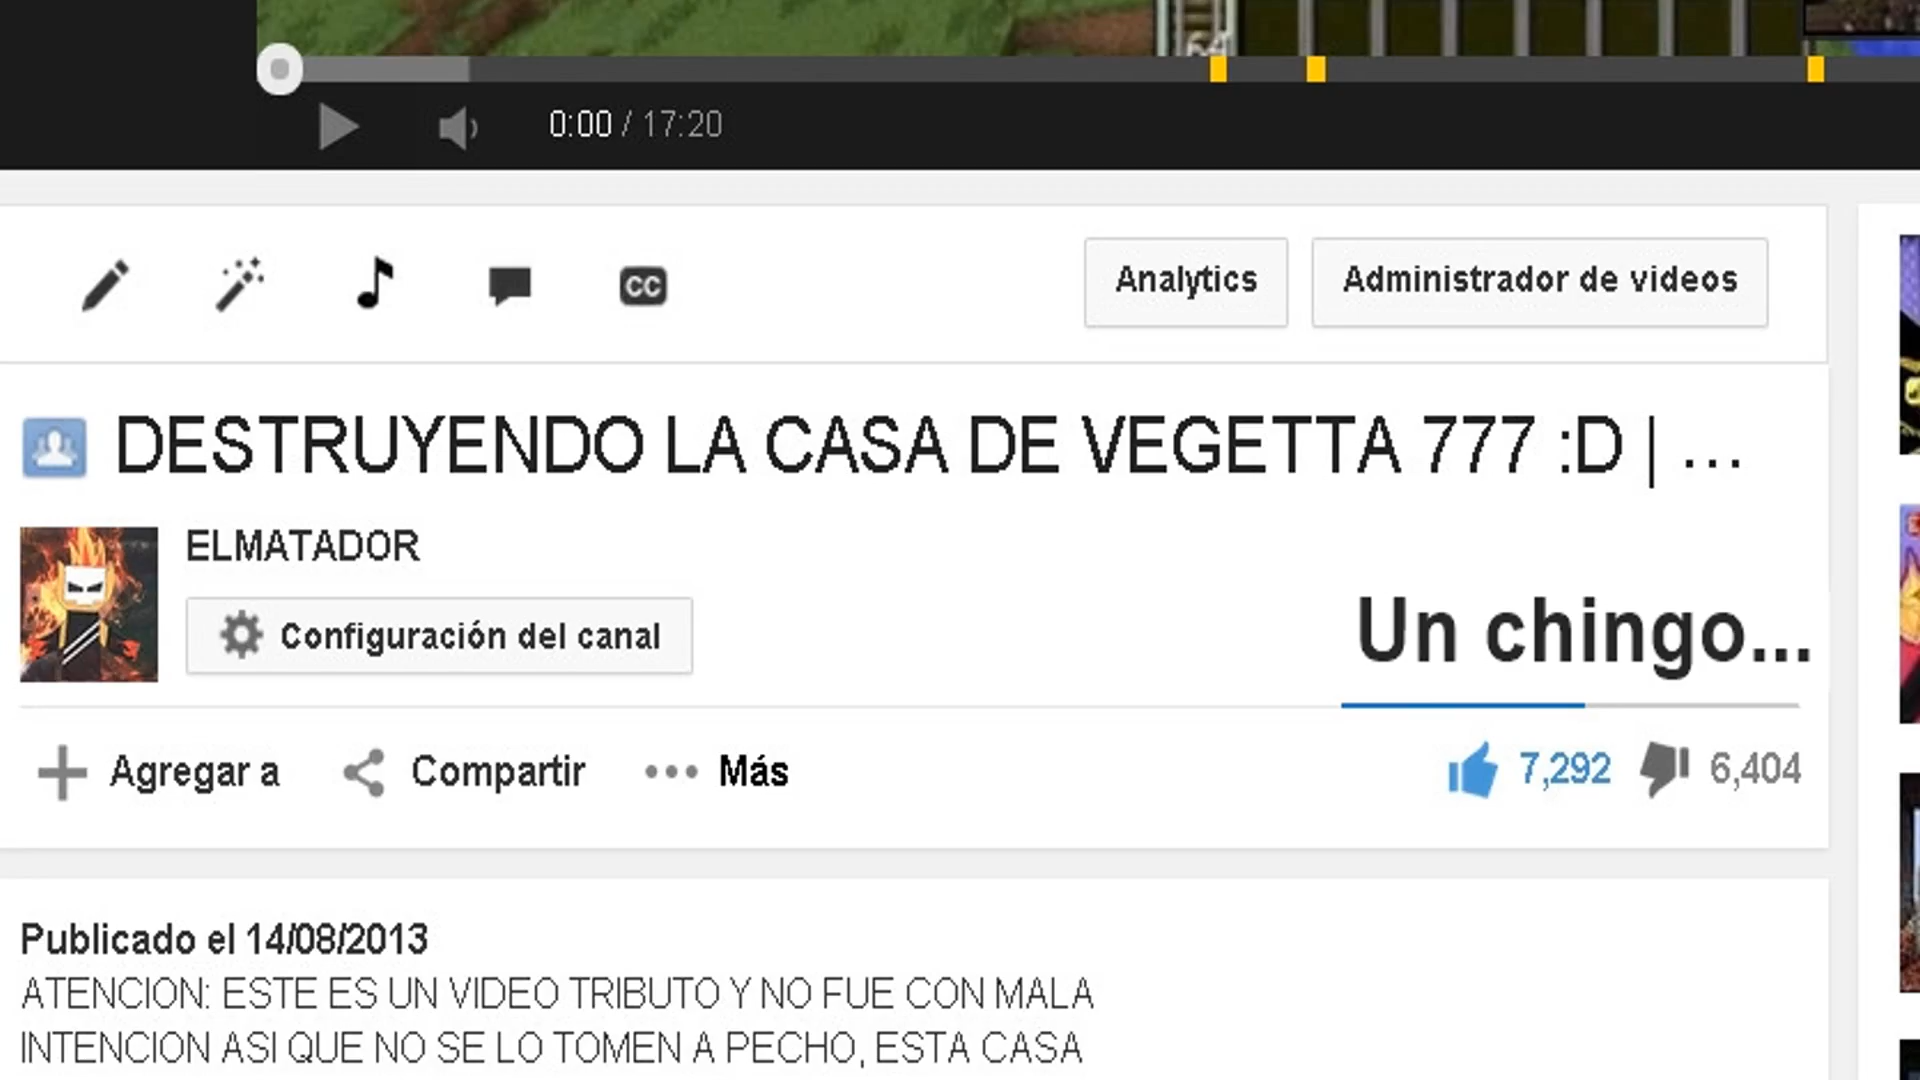 64
0:00 / 17:20
CC
Analytics
Administrador de videos
DESTRUYENDO LA CASA DE VEGETTA 777 :D | ...
ELMATADOR
Configuración del canal
Un chingo...
Agregar a
Compartir
Más
7,292
6,404
Publicado el 14/08/2013
ATENCION: ESTE ES UN VIDEO TRIBUTO Y NO FUE CON MALA
INTENCION ASI QUE NO SE LO TOMEN A PECHO, ESTA CASA